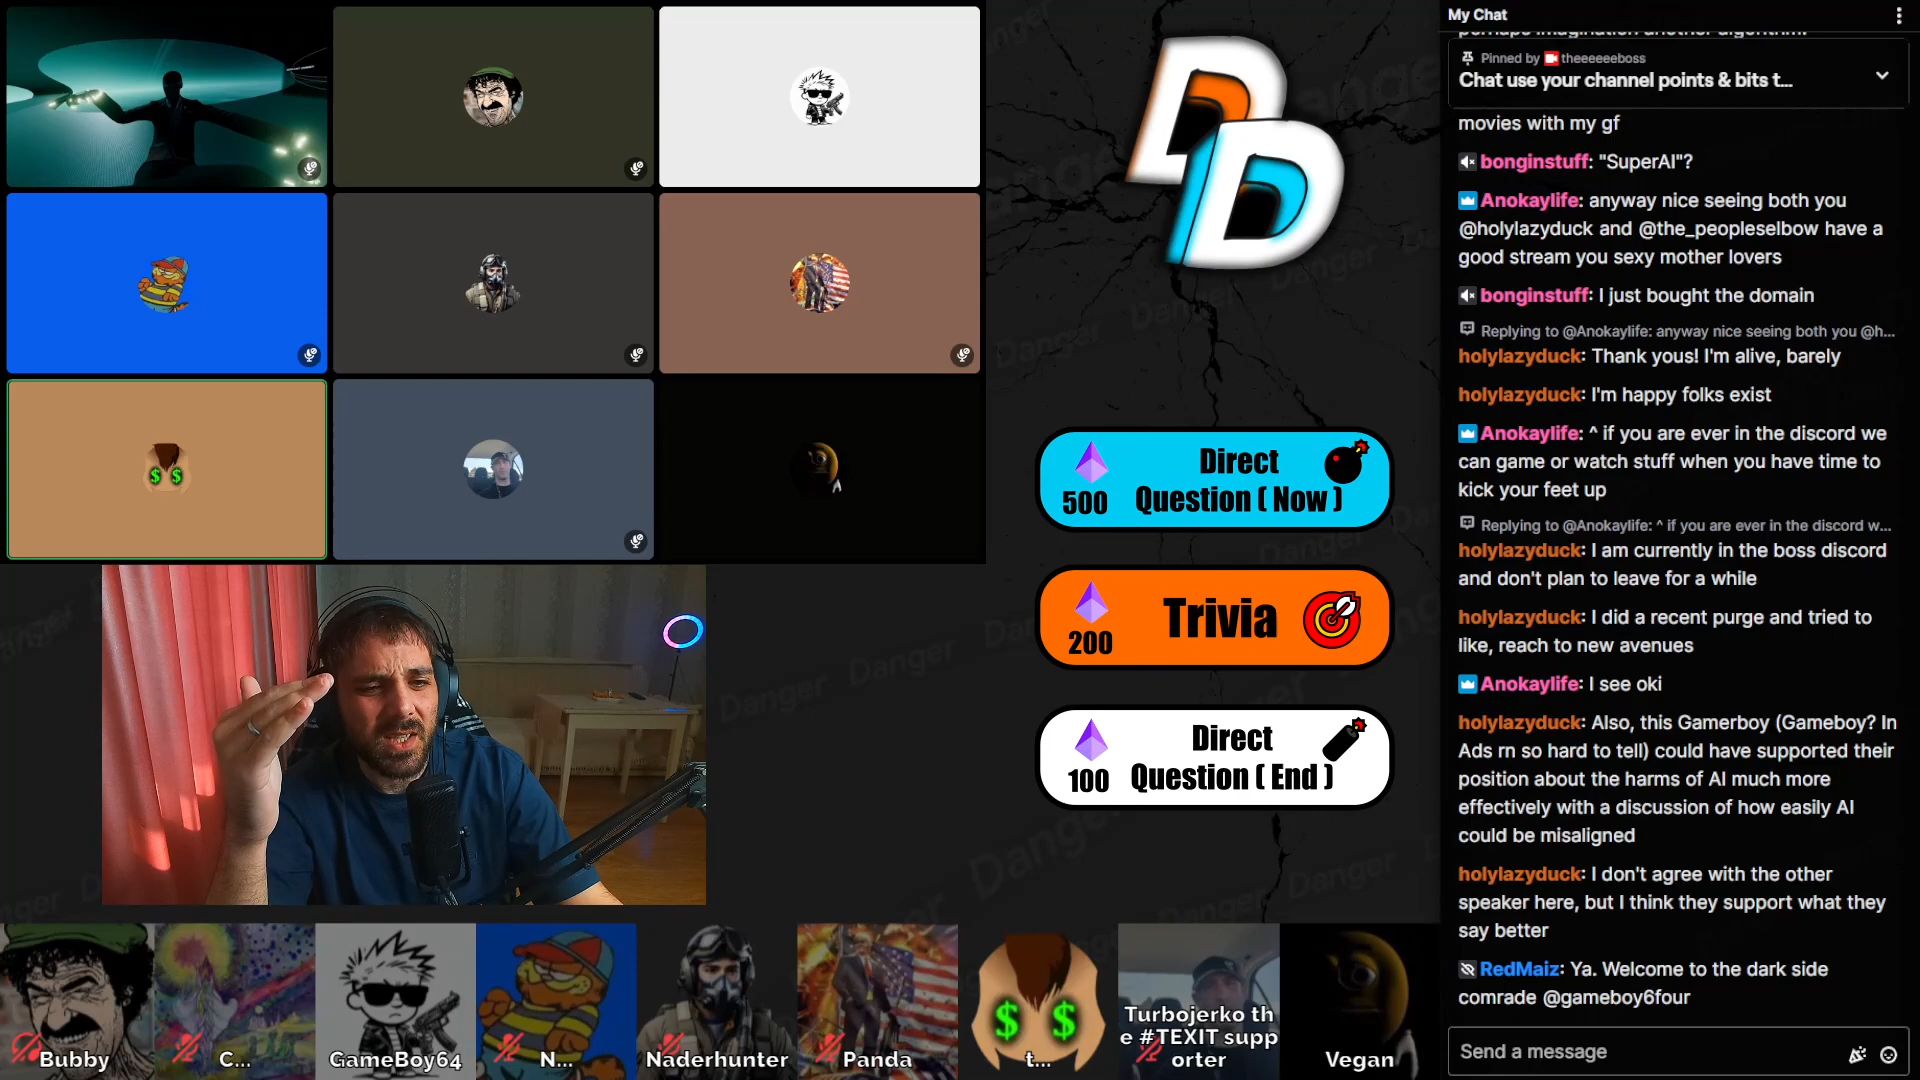 DD
500
Direct
Question ( Now )
200
Trivia
100
Direct
Question ( End )
Danger
Danger
Danger
Bubby
C...
GameBoy64
N...
Naderhunter
Panda
t...
Turbojerko th
e #TEXIT supp
orter
Vegan
My Chat
perhaps imagination another algorithm.
Pinned by theeeeeeboss
Chat use your channel points & bits t...
movies with my gf
bonginstuff: "SuperAI"?
Anokaylife: anyway nice seeing both you
@holylazyduck and @the_peopleselbow have a
good stream you sexy mother lovers
bonginstuff: I just bought the domain
Replying to @Anokaylife: anyway nice seeing both you @h...
holylazyduck: Thank yous! I'm alive, barely
holylazyduck: I'm happy folks exist
Anokaylife: ^ if you are ever in the discord we
can game or watch stuff when you have time to
kick your feet up
Replying to @Anokaylife: ^ if you are ever in the discord w...
holylazyduck: I am currently in the boss discord
and don't plan to leave for a while
holylazyduck: I did a recent purge and tried to
like, reach to new avenues
Anokaylife: I see oki
holylazyduck: Also, this Gamerboy (Gameboy? In
Ads rn so hard to tell) could have supported their
position about the harms of AI much more
effectively with a discussion of how easily AI
could be misaligned
holylazyduck: I don't agree with the other
speaker here, but I think they support what they
say better
RedMaiz: Ya. Welcome to the dark side
comrade @gameboy6four
Send a message